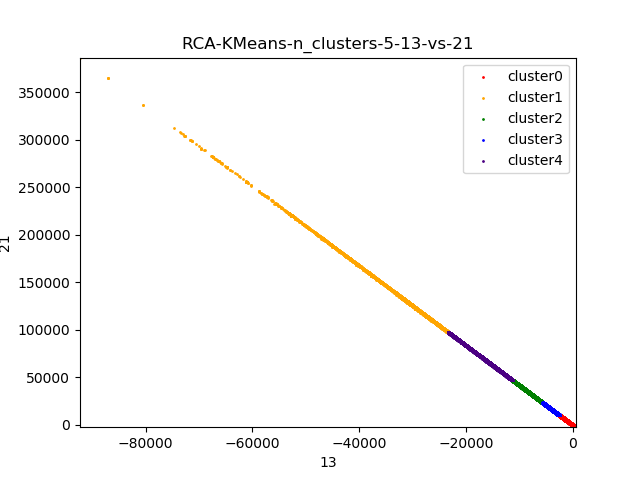 RCA-KMeans-n_clusters-5-13-vs-21
cluster0
cluster1
cluster2
cluster3
cluster4
350000
300000
250000
200000
150000
100000
50000
0
21
−80000
−60000
−40000
−20000
0
13